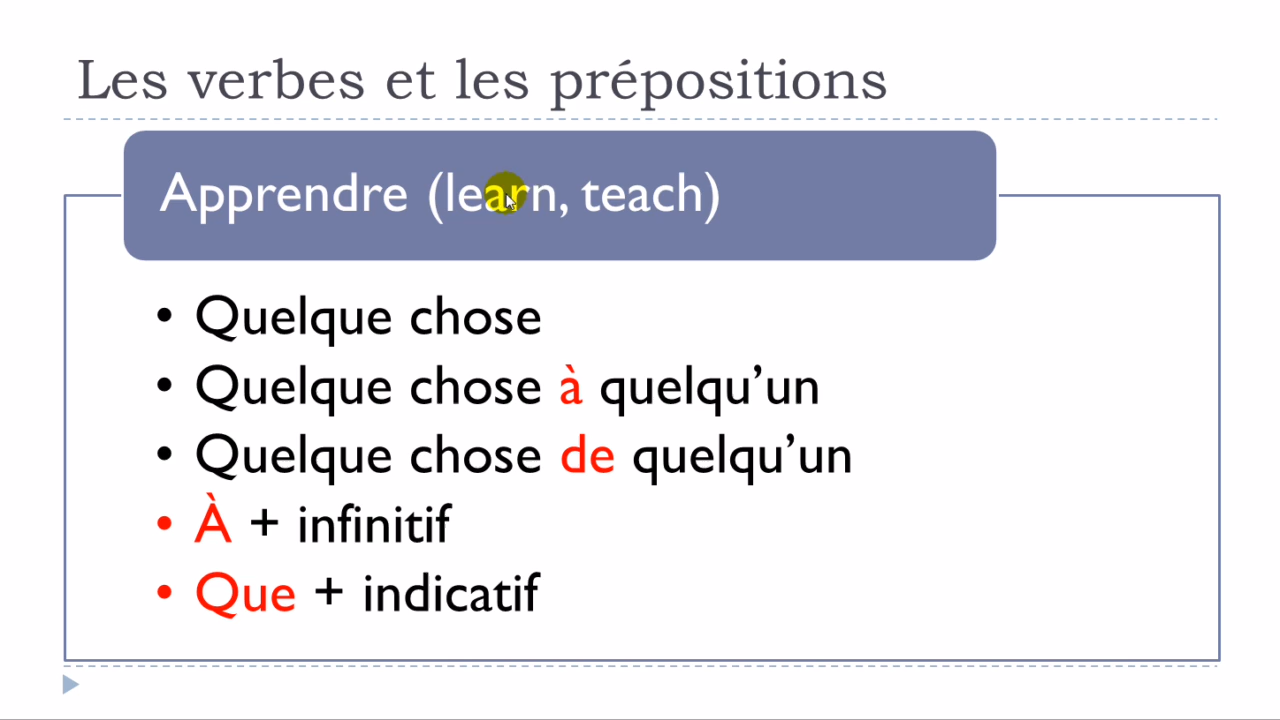 Les verbes et les prépositions
Apprendre (learn, teach)
• Quelque chose
• Quelque chose à quelqu’un
• Quelque chose de quelqu’un
• À + infinitif
• Que + indicatif